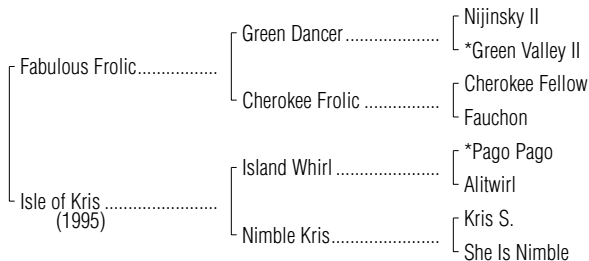 Nijinsky II
Green Dancer....................
*Green Valley II
Fabulous Frolic.................
Cherokee Fellow
Cherokee Frolic ................
Fauchon
*Pago Pago
Island Whirl ......................
Alitwirl
Isle of Kris ........................
(1995)
Kris S.
Nimble Kris.......................
She Is Nimble